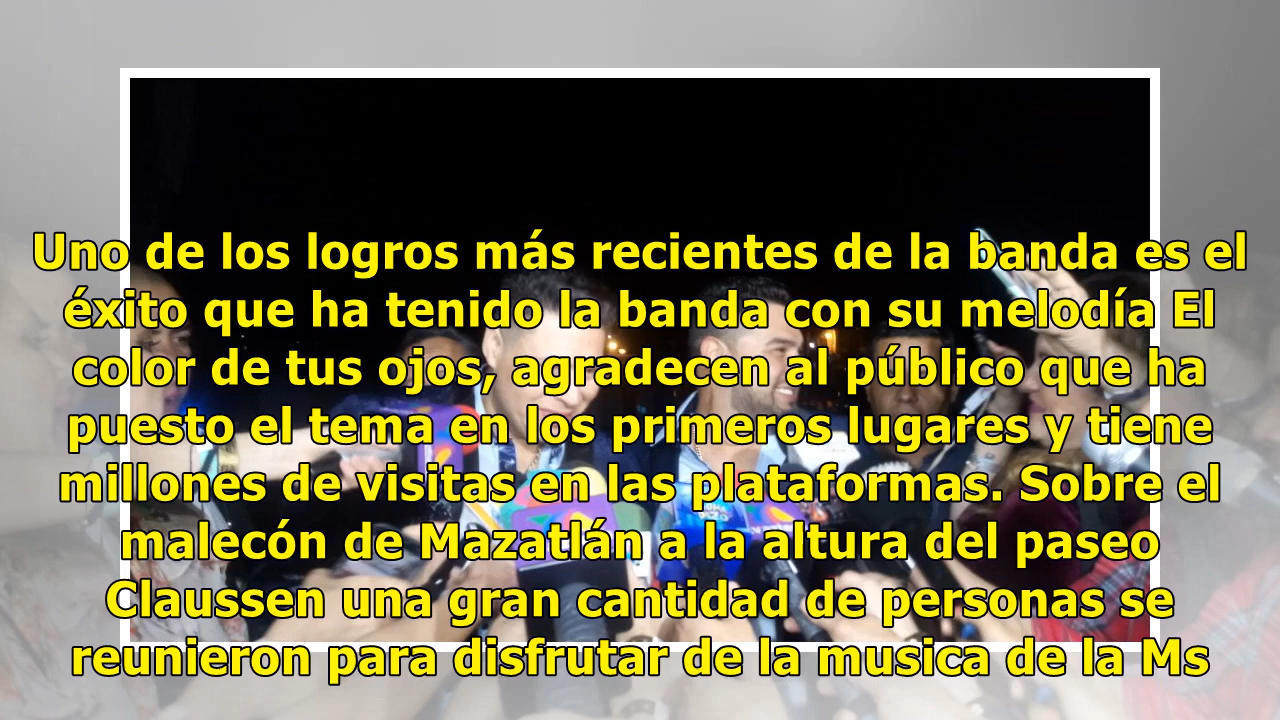 Uno de los logros más recientes de la banda es el
éxito que ha tenido la banda con su melodía El
color de tus ojos, agradecen al público que ha
puesto el tema en los primeros lugares y tiene
millones de visitas en las plataformas. Sobre el
malecón de Mazatlán a la altura del paseo
Claussen una gran cantidad de personas se
reunieron para disfrutar de la musica de la Ms